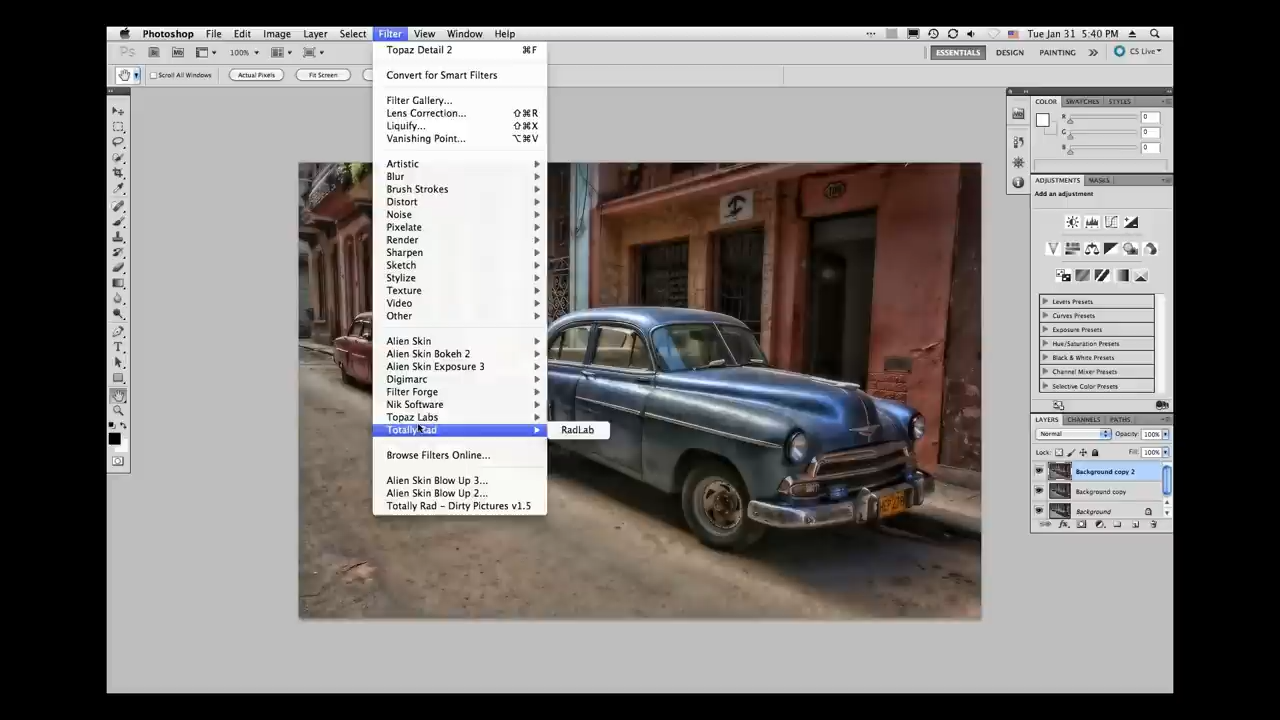 Photoshop File Edit Image Layer Select Filter View Window Help Tue Jan 31 5:40 PM
Ps Mb 100% ESSENTIALS DESIGN PAINTING CS Live
Scroll All Windows Actual Pixels Fit Screen
Topaz Detail 2 ⌘F
Convert for Smart Filters
Filter Gallery...
Lens Correction... ⇧⌘R
Liquify... ⇧⌘X
Vanishing Point... ⌥⌘V
Artistic
Blur
Brush Strokes
Distort
Noise
Pixelate
Render
Sharpen
Sketch
Stylize
Texture
Video
Other
Alien Skin
Alien Skin Bokeh 2
Alien Skin Exposure 3
Digimarc
Filter Forge
Nik Software
Topaz Labs
Totally Rad RadLab
Browse Filters Online...
Alien Skin Blow Up 3...
Alien Skin Blow Up 2...
Totally Rad - Dirty Pictures v1.5
COLOR SWATCHES STYLES
R 0
G 0
B 0
ADJUSTMENTS MASKS
Add an adjustment
Levels Presets
Curves Presets
Exposure Presets
Hue/Saturation Presets
Black & White Presets
Channel Mixer Presets
Selective Color Presets
LAYERS CHANNELS PATHS
Normal Opacity: 100%
Lock: Fill: 100%
Background copy 2
Background copy
Background